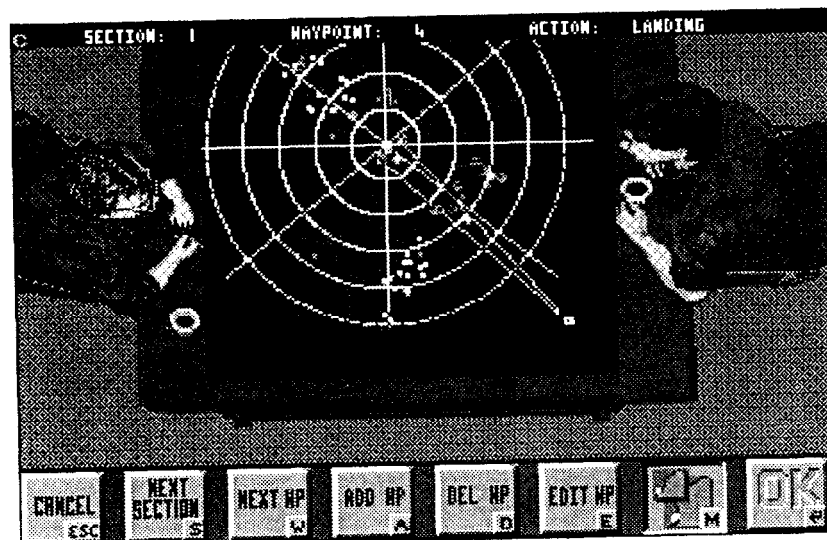 C
SECTION: 1 WAYPOINT: 4 ACTION: LANDING
CANCEL ESC
NEXT SECTION S
NEXT WP W
ADD WP A
DEL WP D
EDIT WP E
M
OK